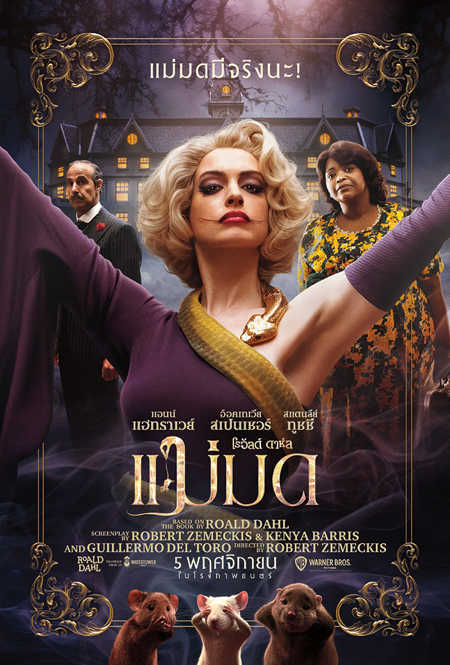 แม่มดมีจริงนะ!
แอนน์ แฮทราเวย์
อ็อคเทเวีย สเปนเซอร์
สแตนลีย์ ทูชชี่
โรอัลด์ ดาห์ล
แม่มด
BASED ON THE BOOK BY ROALD DAHL
SCREENPLAY BY ROBERT ZEMECKIS & KENYA BARRIS
AND GUILLERMO DEL TORO DIRECTED BY ROBERT ZEMECKIS
ROALD DAHL
5 พฤศจิกายน
ในโรงภาพยนตร์
WARNER BROS.